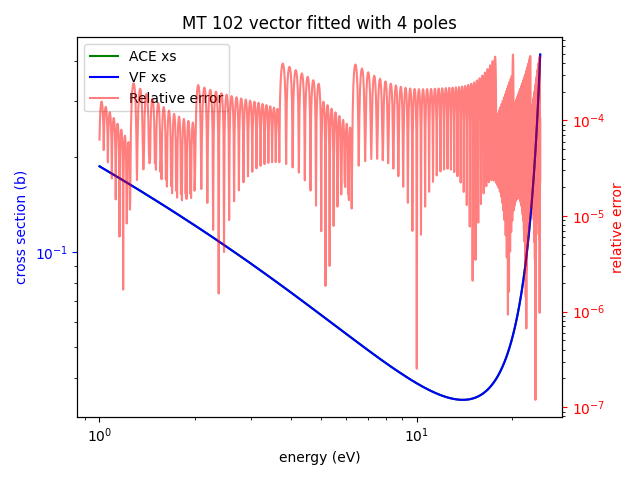 MT 102 vector fitted with 4 poles
ACE xs
VF xs
Relative error
cross section (b)
10⁻¹
10⁻⁴
10⁻⁵
10⁻⁶
10⁻⁷
relative error
10⁰
10¹
energy (eV)